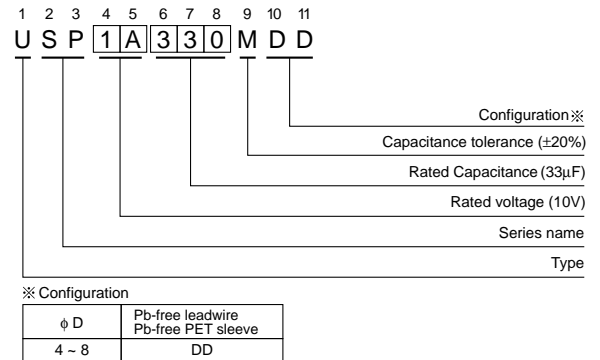 1 2 3 4 5 6 7 8 9 10 11
U S P 1 A 3 3 0 M D D
Configuration※
Capacitance tolerance (±20%)
Rated Capacitance (33µF)
Rated voltage (10V)
Series name
Type
※ Configuration
ϕ D
Pb-free leadwire
Pb-free PET sleeve
4 ~ 8
DD